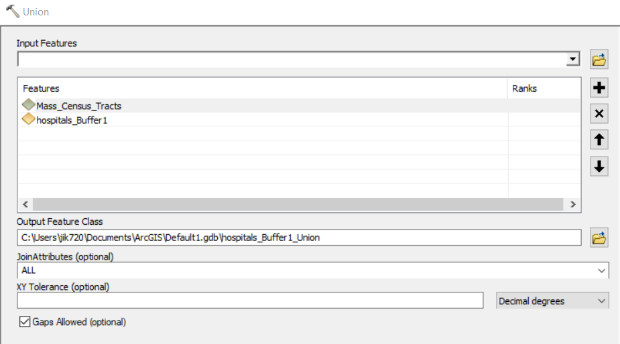 Union
Input Features
Features Ranks
Mass_Census_Tracts
hospitals_Buffer1
Output Feature Class
C:\Users\jik720\Documents\ArcGIS\Default1.gdb\hospitals_Buffer1_Union
JoinAttributes (optional)
ALL
XY Tolerance (optional)
Decimal degrees
Gaps Allowed (optional)